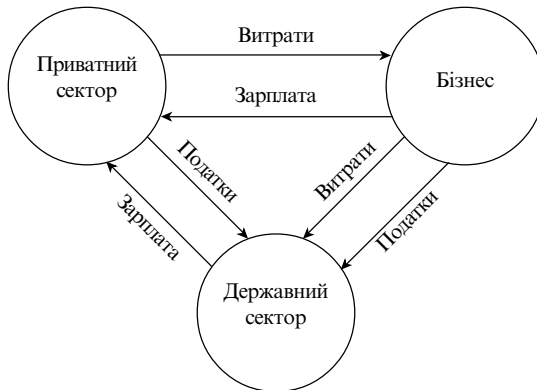 Витрати
Приватний
сектор
Бізнес
Зарплата
Податки
Витрати
Зарплата
Податки
Державний
сектор